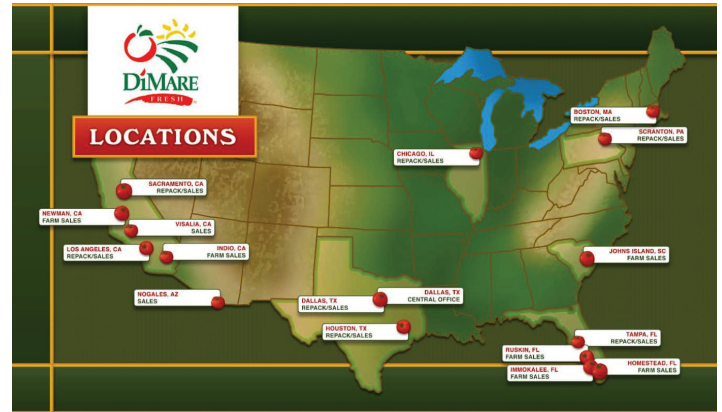 DiMARE
FRESH
LOCATIONS
BOSTON, MA
REPACK/SALES
SCRANTON, PA
REPACK/SALES
CHICAGO, IL
REPACK/SALES
SACRAMENTO, CA
REPACK/SALES
NEWMAN, CA
FARM SALES
VISALIA, CA
SALES
LOS ANGELES, CA
REPACK/SALES
INDIO, CA
FARM SALES
JOHNS ISLAND, SC
FARM SALES
NOGALES, AZ
SALES
DALLAS, TX
REPACK/SALES
DALLAS, TX
CENTRAL OFFICE
HOUSTON, TX
REPACK/SALES
TAMPA, FL
REPACK/SALES
RUSKIN, FL
FARM SALES
HOMESTEAD, FL
FARM SALES
IMMOKALEE, FL
FARM SALES